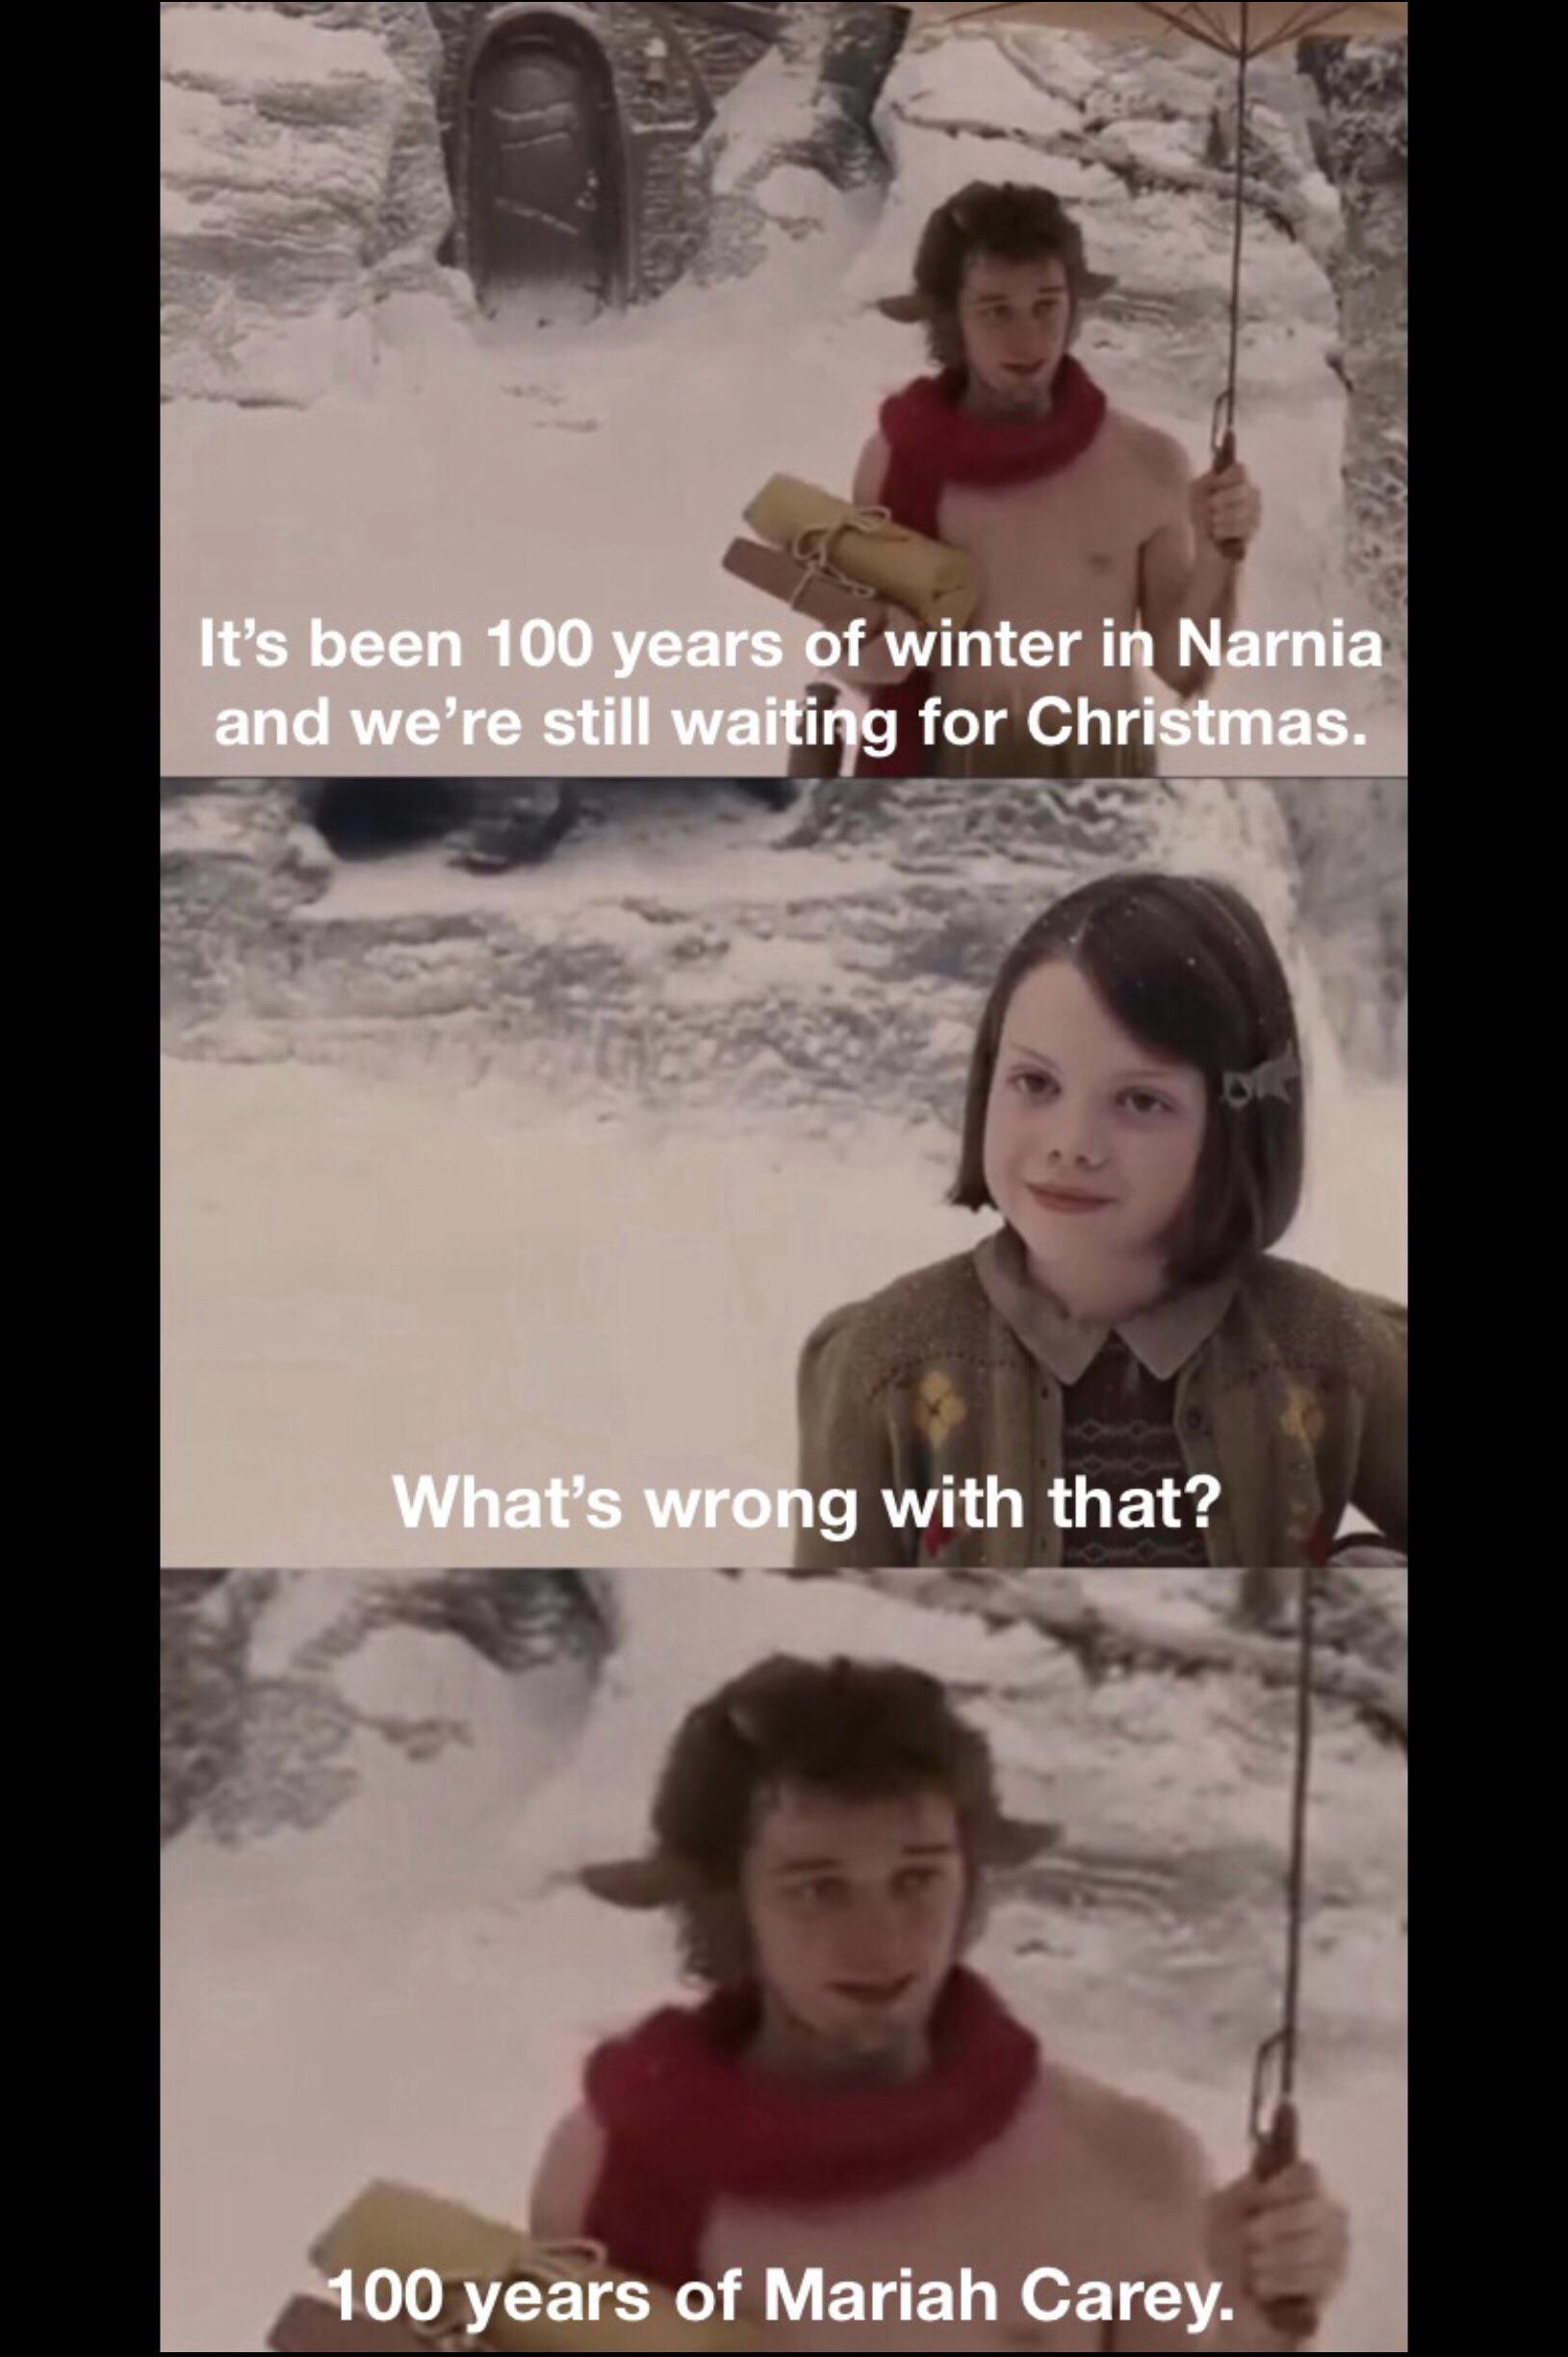 It’s been 100 years of winter in Narnia
and we’re still waiting for Christmas.
What’s wrong with that?
100 years of Mariah Carey.